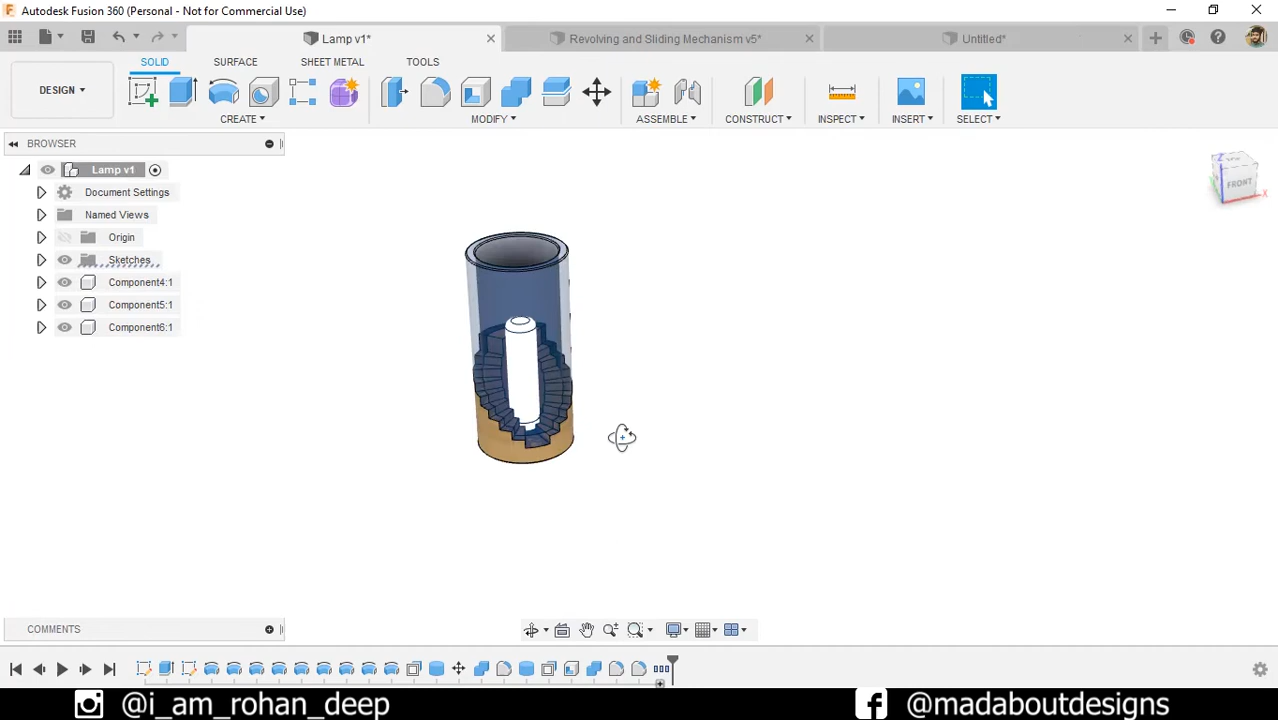 Autodesk Fusion 360 (Personal - Not for Commercial Use)
Lamp v1*
Revolving and Sliding Mechanism v5*
Untitled*
SOLID
SURFACE
SHEET METAL
TOOLS
DESIGN
CREATE
MODIFY
ASSEMBLE
CONSTRUCT
INSPECT
INSERT
SELECT
BROWSER
Lamp v1
Document Settings
Named Views
Origin
Sketches
Component4:1
Component5:1
Component6:1
Z
FRONT
X
COMMENTS
@i_am_rohan_deep
@madaboutdesigns